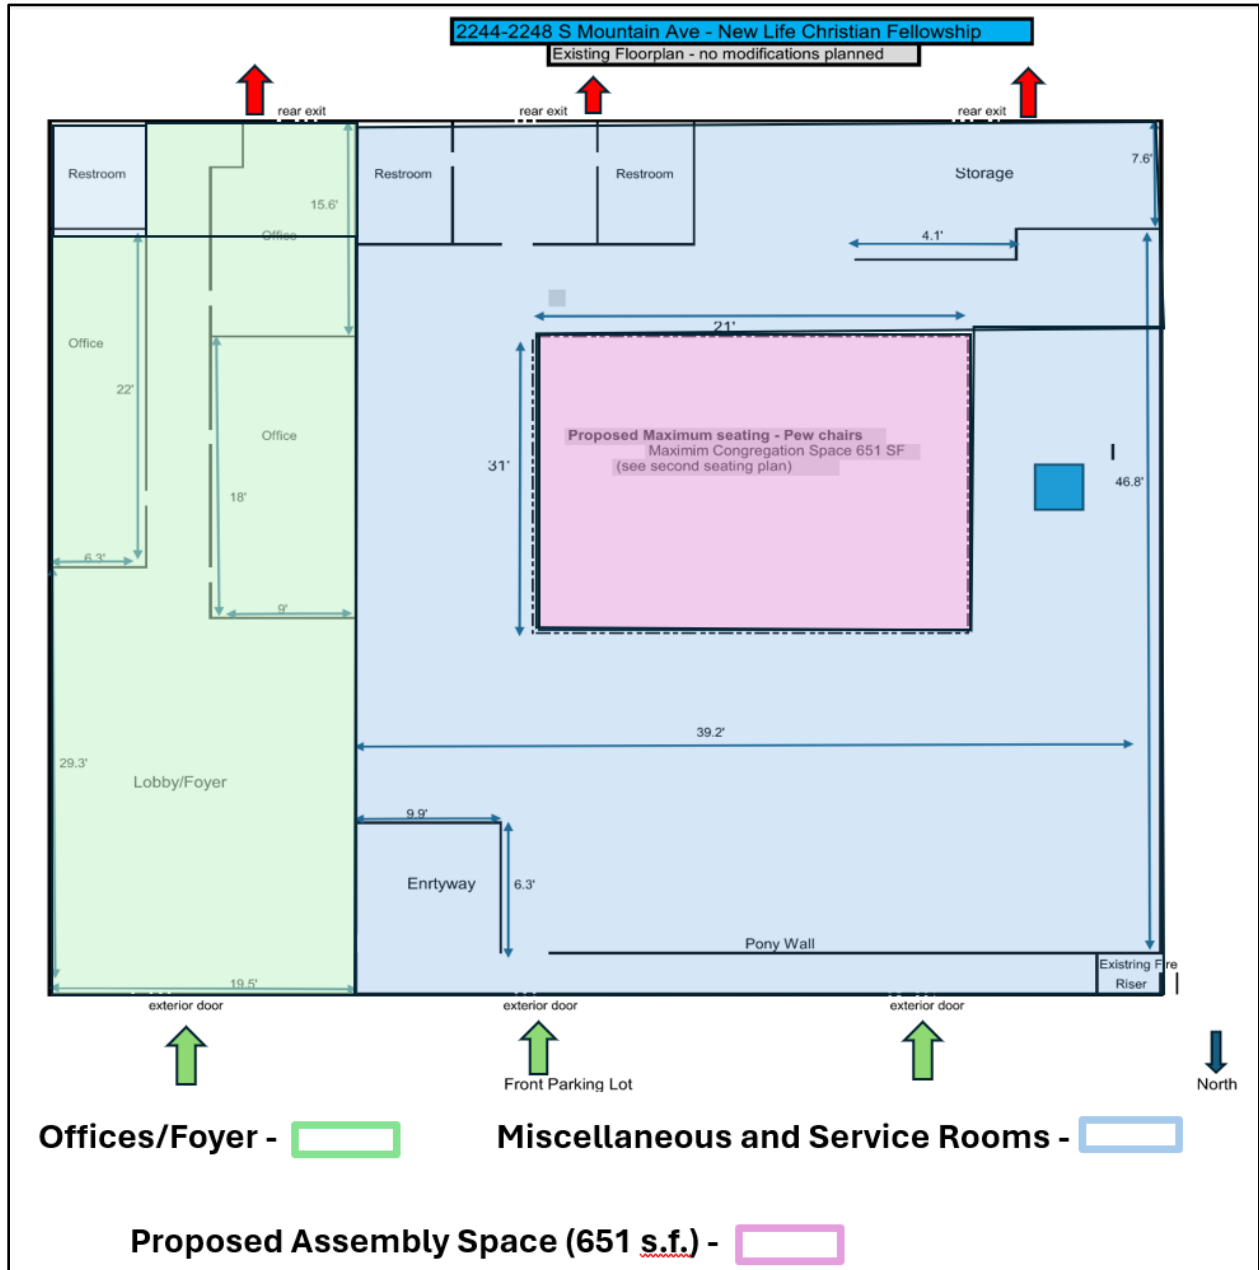 2244-2248 S Mountain Ave - New Life Christian Fellowship
Existing Floorplan - no modifications planned
rear exit
rear exit
rear exit
Restroom
Restroom
Restroom
Storage
7.6'
15.6'
Office
4.1'
21'
Office
22'
Office
Proposed Maximum seating - Pew chairs
Maximim Congregation Space 651 SF
(see second seating plan)
31'
46.8'
18'
6.3'
9'
39.2'
29.3'
Lobby/Foyer
9.9'
Enrtyway
6.3'
Pony Wall
Existring Fire
Riser
19.5'
exterior door
exterior door
exterior door
Front Parking Lot
North
Offices/Foyer -
Miscellaneous and Service Rooms -
Proposed Assembly Space (651 s.f.) -